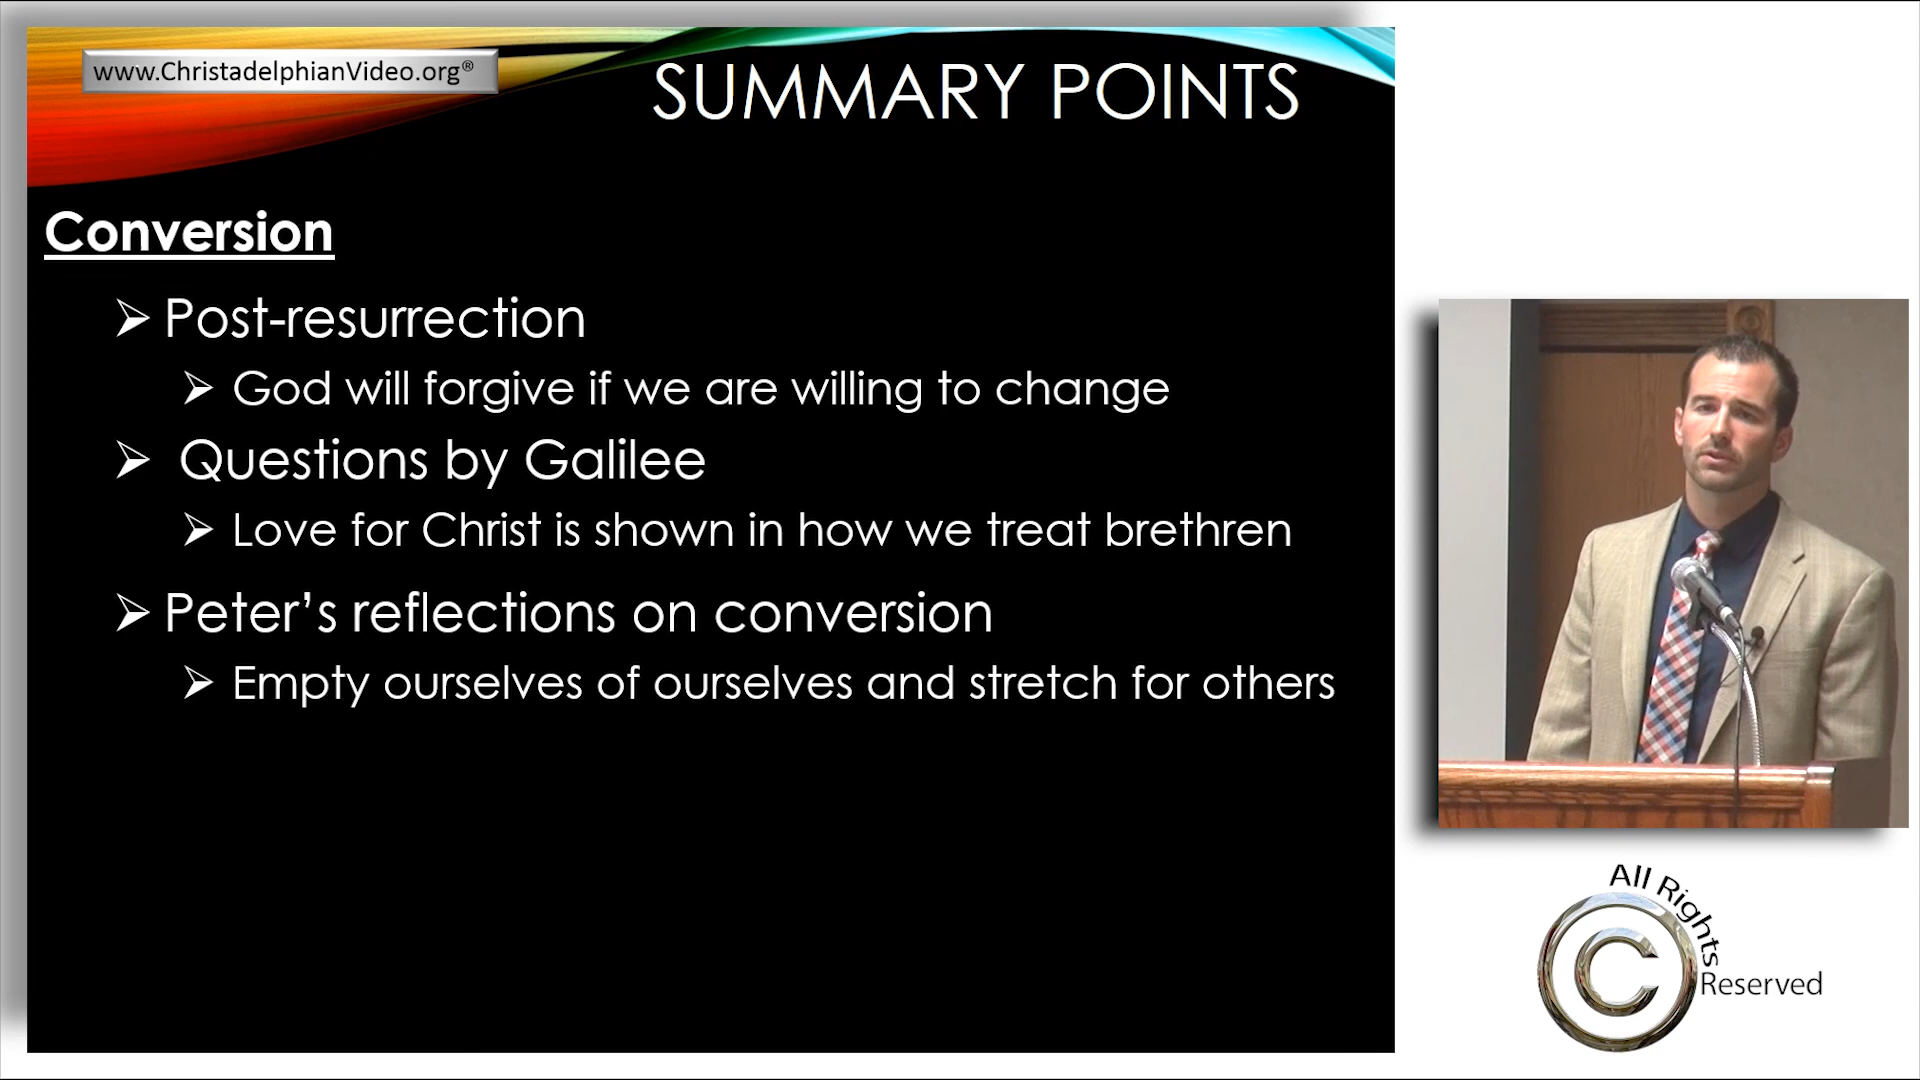 www.ChristadelphianVideo.org®
SUMMARY POINTS
Conversion
Post-resurrection
God will forgive if we are willing to change
Questions by Galilee
Love for Christ is shown in how we treat brethren
Peter’s reflections on conversion
Empty ourselves of ourselves and stretch for others
All Rights
Reserved
C